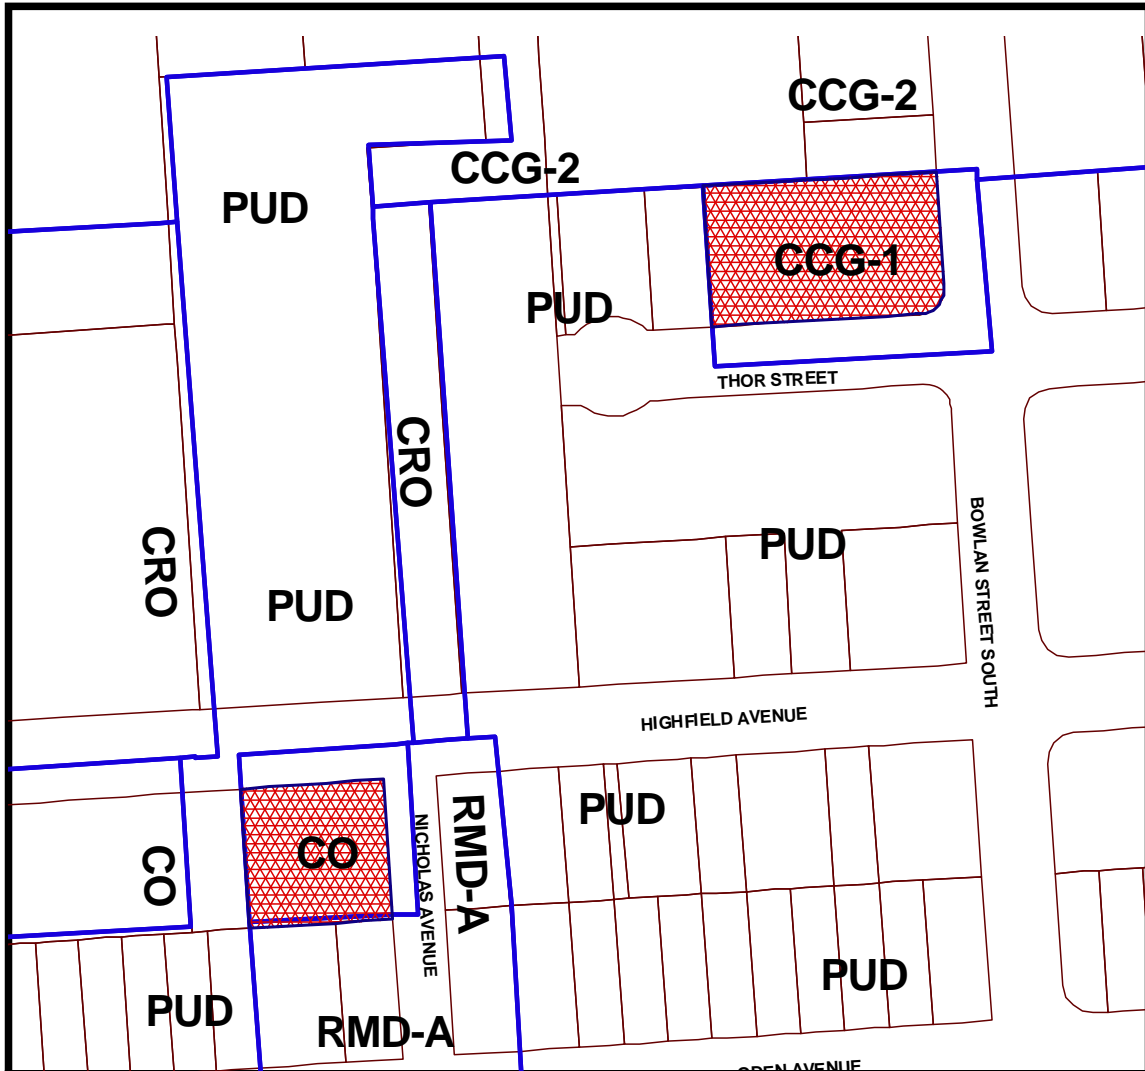 CCG-2
CCG-2
PUD
CCG-1
PUD
THOR STREET
CRO
CRO
PUD
BOWLAN STREET SOUTH
PUD
HIGHFIELD AVENUE
PUD
RMD-A
NICHOLAS AVENUE
CO
CO
PUD
PUD
RMD-A
AVENUE